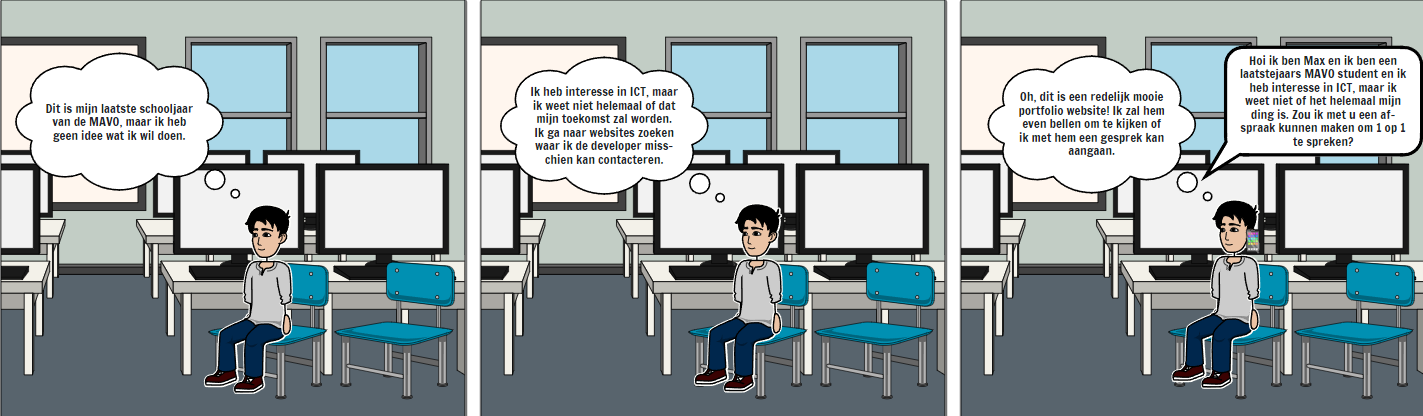 Dit is mijn laatste schooljaar
van de MAVO, maar ik heb
geen idee wat ik wil doen.
Ik heb interesse in ICT, maar
ik weet niet helemaal of dat
mijn toekomst zal worden.
Ik ga naar websites zoeken
waar ik de developer miss-
chien kan contacteren.
Oh, dit is een redelijk mooie
portfolio website! Ik zal hem
even bellen om te kijken of
ik met hem een gesprek kan
aangaan.
Hoi ik ben Max en ik ben een
laatstejaars MAVO student en ik
heb interesse in ICT, maar ik
weet niet of het helemaal mijn
ding is. Zou ik met u een af-
spraak kunnen maken om 1 op 1
te spreken?